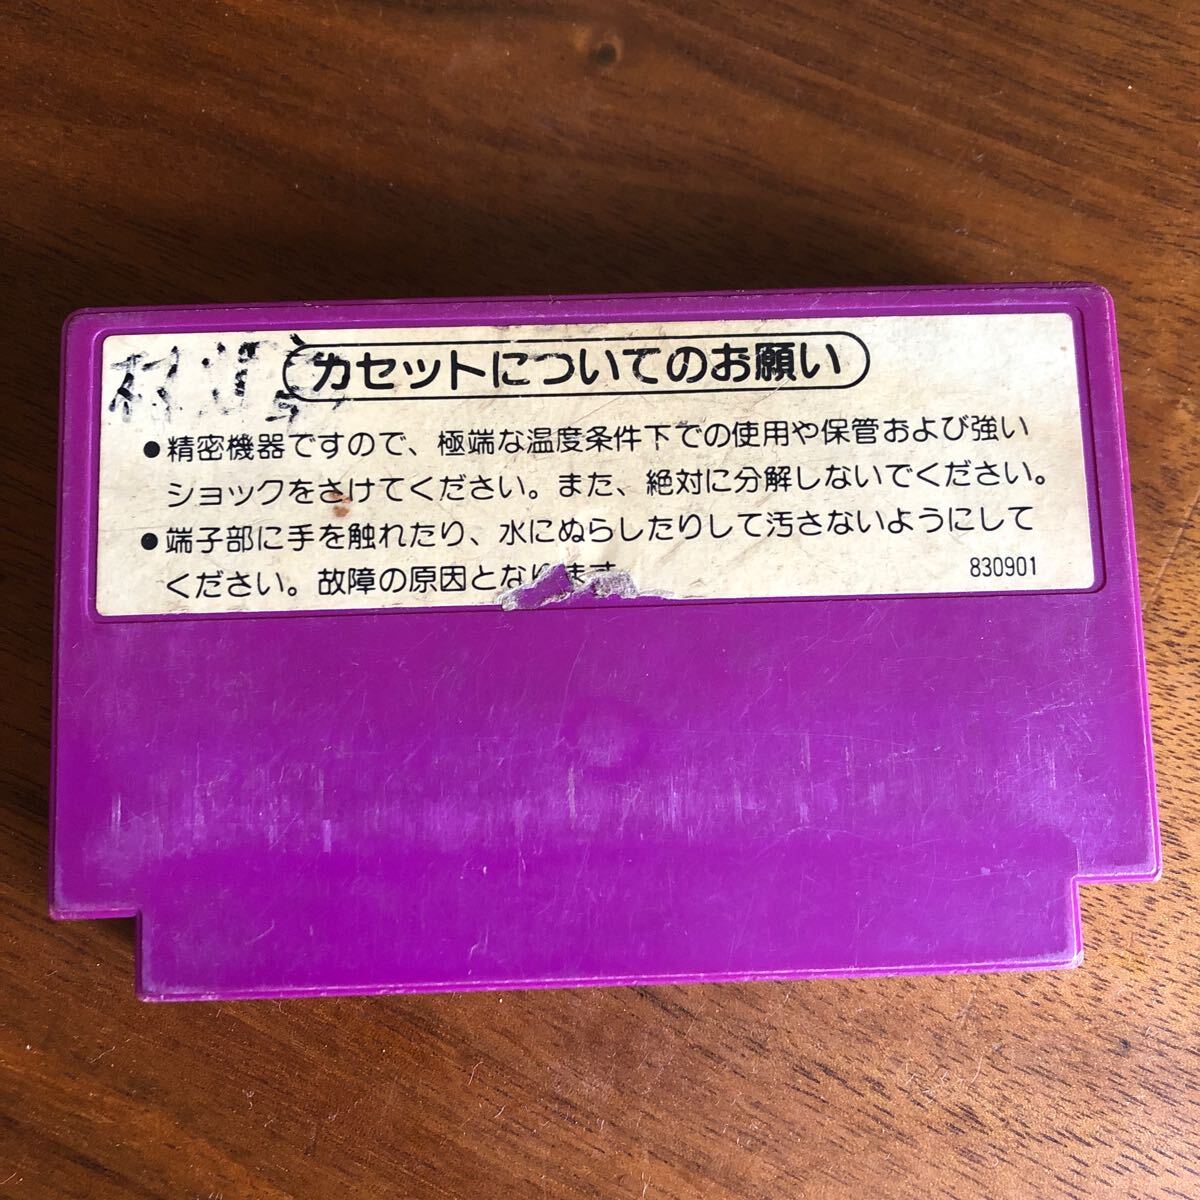 カセットについてのお願い
●精密機器ですので、極端な温度条件下での使用や保管および強い
ショックをさけてください。また、絶対に分解しないでください。
●端子部に手を触れたり、水にぬらしたりして汚さないようにして
ください。故障の原因となります
830901